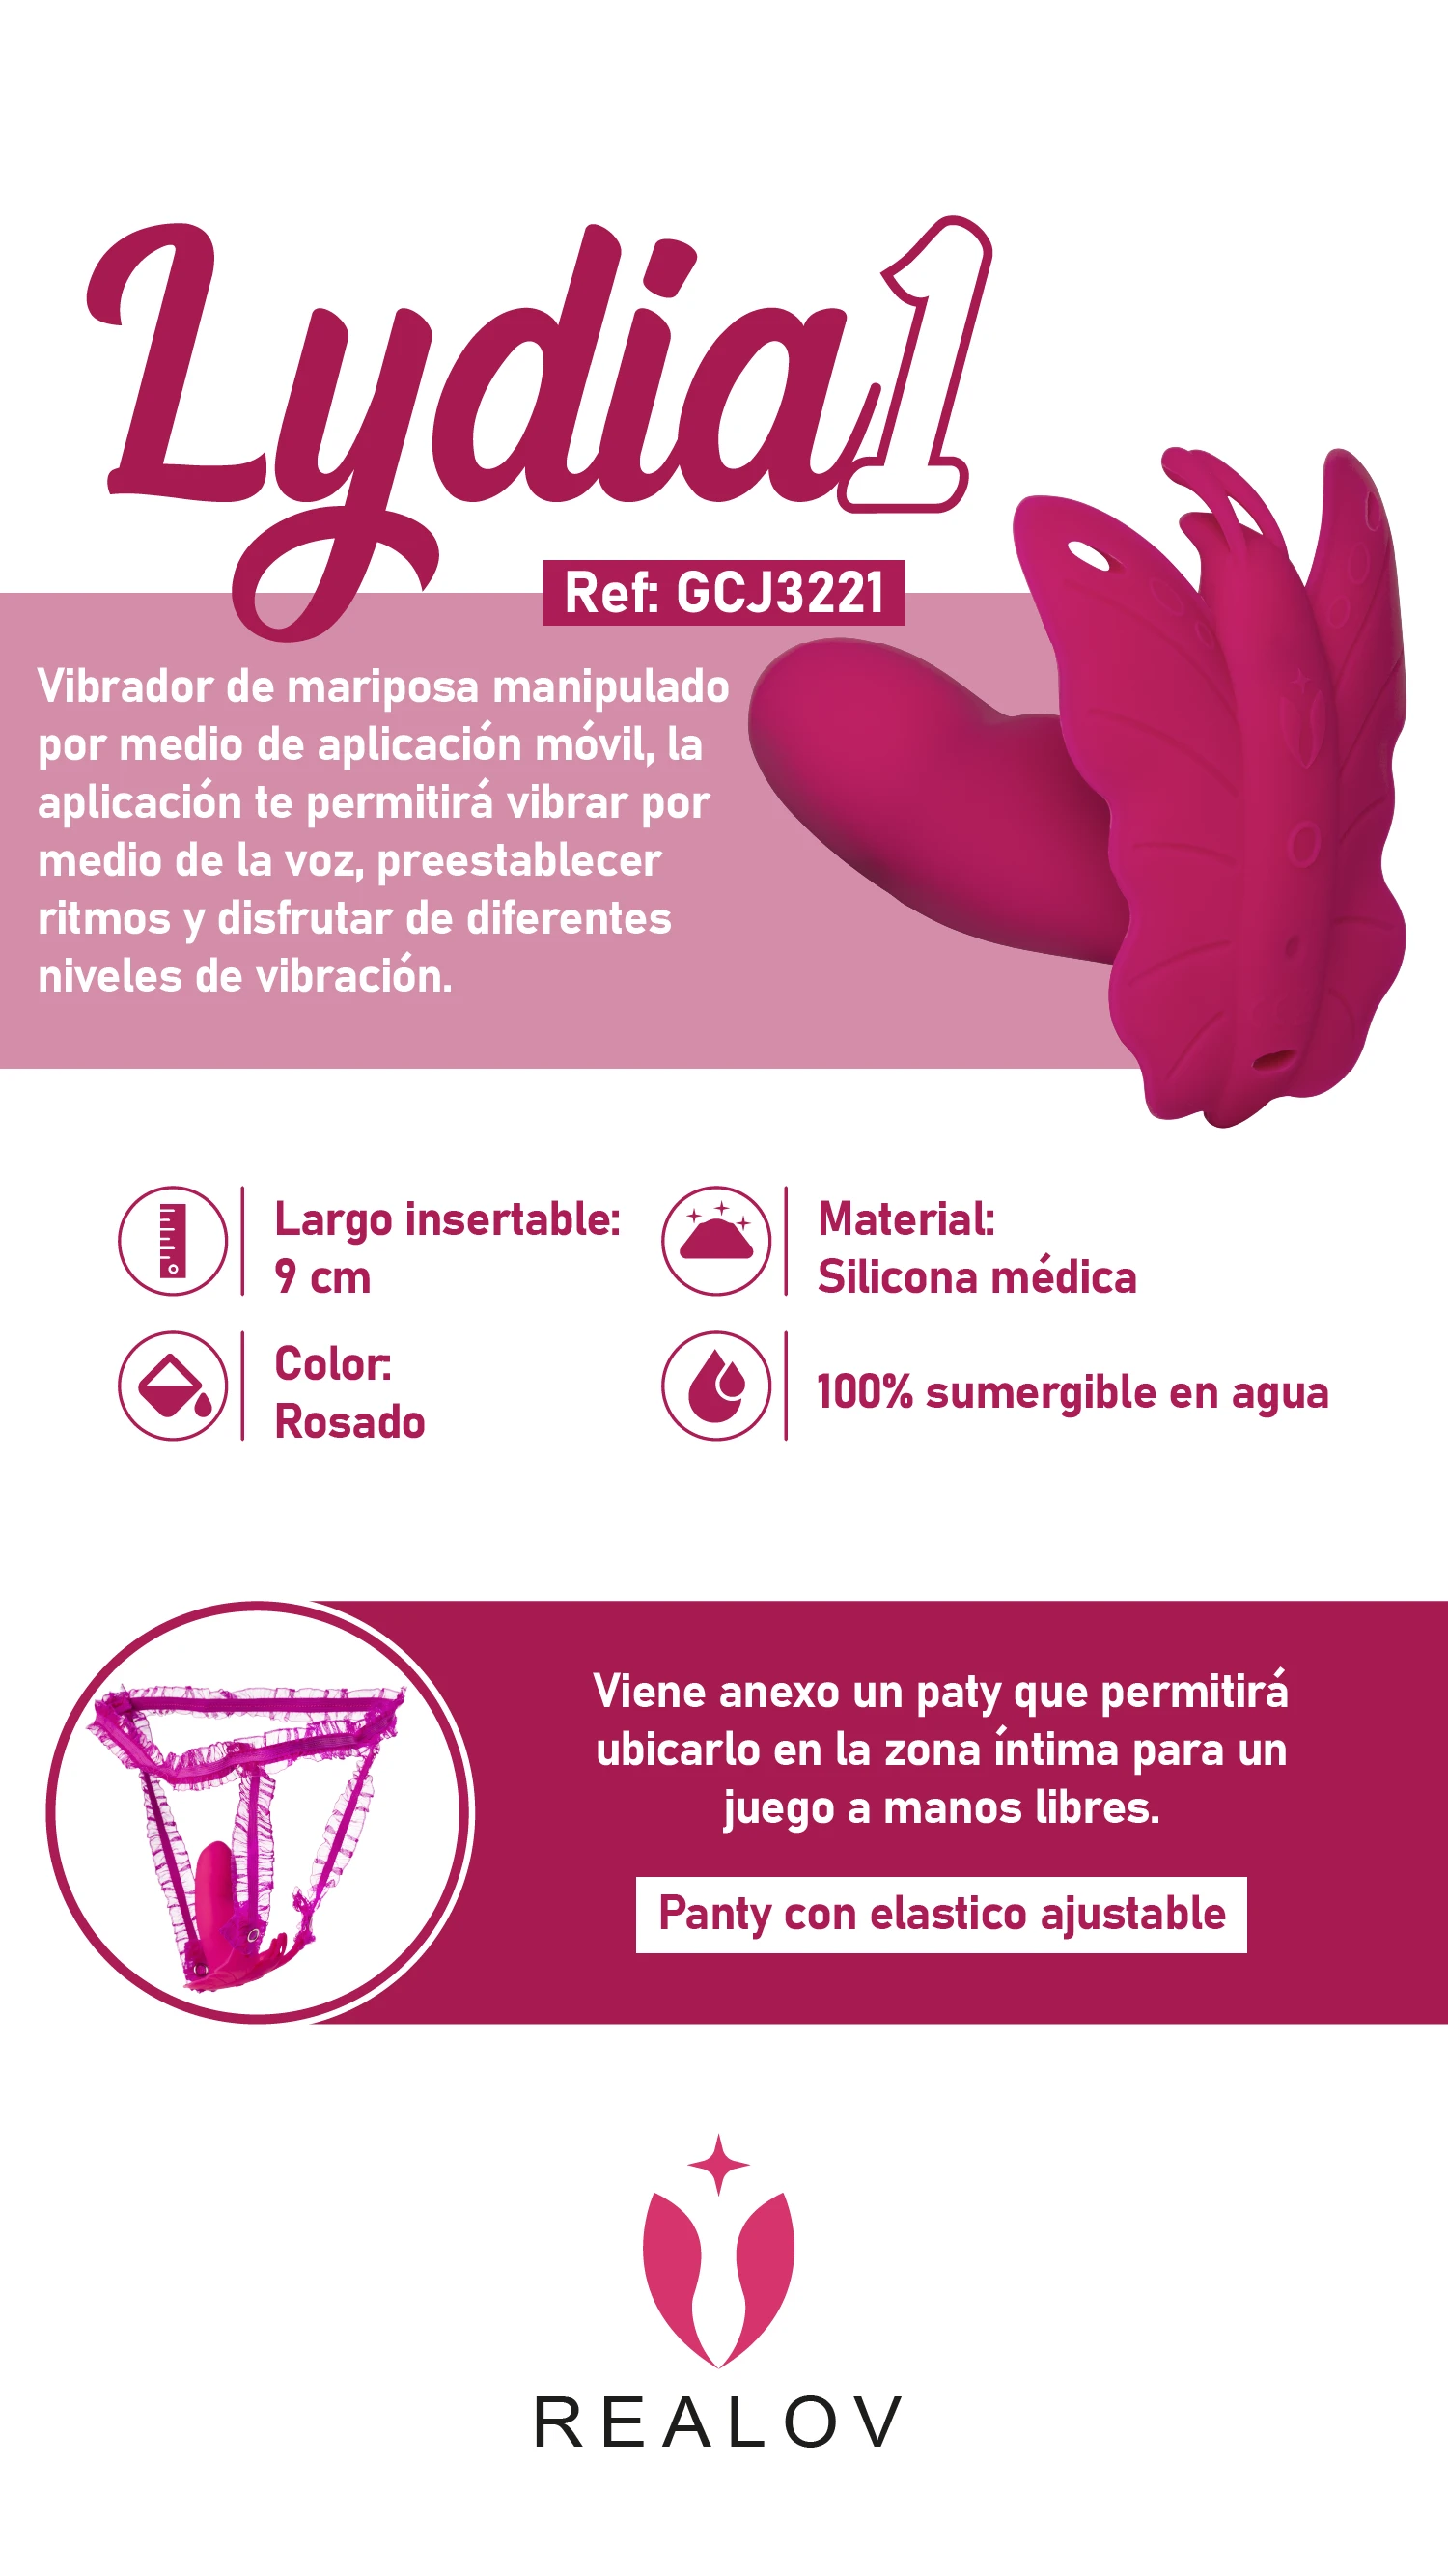 Lydia1
Ref: GCJ3221
Vibrador de mariposa manipulado
por medio de aplicación móvil, la
aplicación te permitirá vibrar por
medio de la voz, preestablecer
ritmos y disfrutar de diferentes
niveles de vibración.
Largo insertable:
9 cm
Material:
Silicona médica
Color:
Rosado
100% sumergible en agua
Viene anexo un paty que permitirá
ubicarlo en la zona íntima para un
juego a manos libres.
Panty con elastico ajustable
REALOV